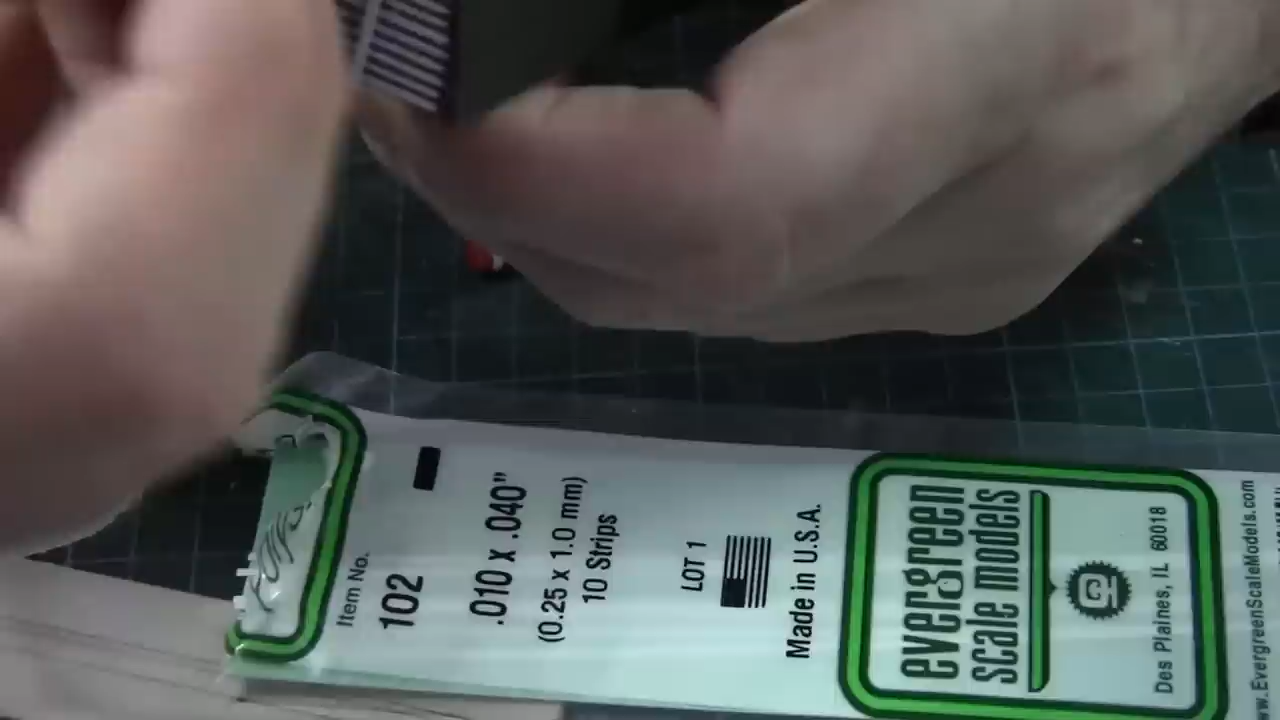 Item No.
102
.010 x .040"
(0.25 x 1.0 mm)
10 Strips
LOT 1
Made in U.S.A.
evergreen
scale models
Des Plaines, IL 60018
www.EvergreenScaleModels.com